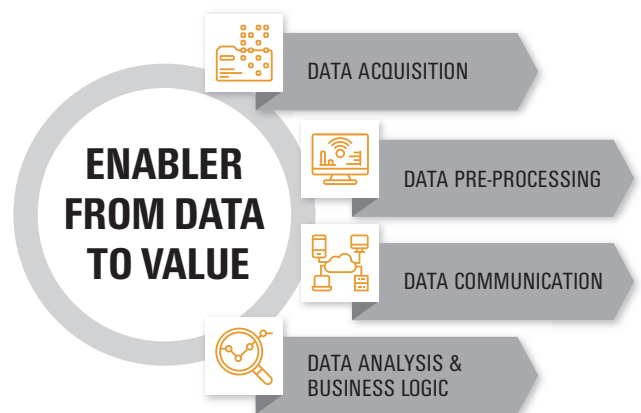 ENABLER
FROM DATA
TO VALUE
DATA ACQUISITION
DATA PRE-PROCESSING
DATA COMMUNICATION
DATA ANALYSIS &
BUSINESS LOGIC